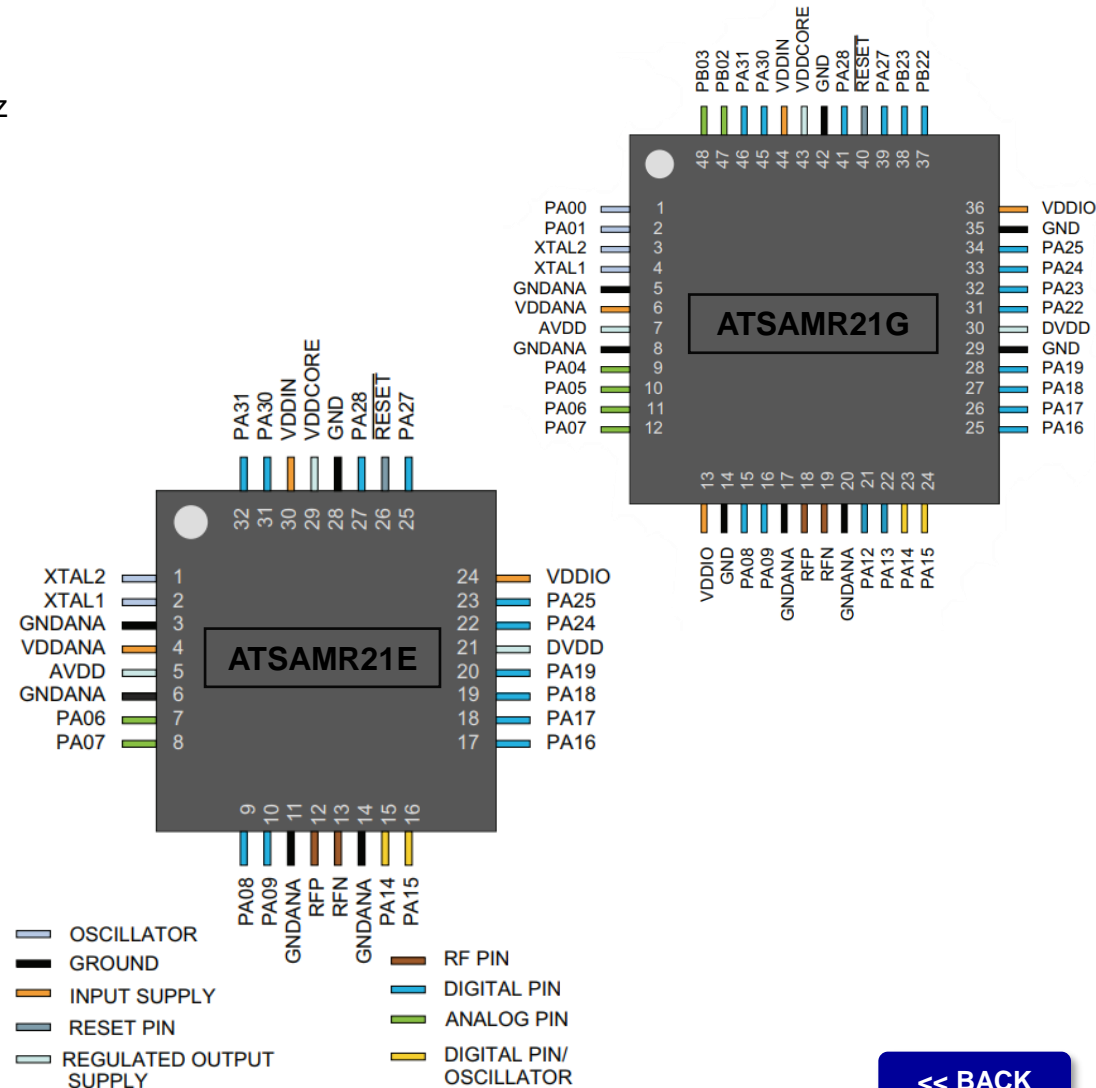 z
PB03
PB02
PA31
PA30
VDDIN
VDDCORE
GND
PA28
RESET
PA27
PB23
PB22
48
47
46
45
44
43
42
41
40
39
38
37
PA00 1
PA01 2
XTAL2 3
XTAL1 4
GNDANA 5
VDDANA 6
AVDD 7
GNDANA 8
PA04 9
PA05 10
PA06 11
PA07 12
ATSAMR21G
36 VDDIO
35 GND
34 PA25
33 PA24
32 PA23
31 PA22
30 DVDD
29 GND
28 PA19
27 PA18
26 PA17
25 PA16
13
14
15
16
17
18
19
20
21
22
23
24
VDDIO
GND
PA08
PA09
GNDANA
RFP
RFN
GNDANA
PA12
PA13
PA14
PA15
PA31
PA30
VDDIN
VDDCORE
GND
PA28
RESET
PA27
32
31
30
29
28
27
26
25
XTAL2 1
XTAL1 2
GNDANA 3
VDDANA 4
AVDD 5
GNDANA 6
PA06 7
PA07 8
ATSAMR21E
24 VDDIO
23 PA25
22 PA24
21 DVDD
20 PA19
19 PA18
18 PA17
17 PA16
9
10
11
12
13
14
15
16
PA08
PA09
GNDANA
RFP
RFN
GNDANA
PA14
PA15
OSCILLATOR
GROUND
INPUT SUPPLY
RESET PIN
REGULATED OUTPUT
SUPPLY
RF PIN
DIGITAL PIN
ANALOG PIN
DIGITAL PIN/
OSCILLATOR
<< BACK